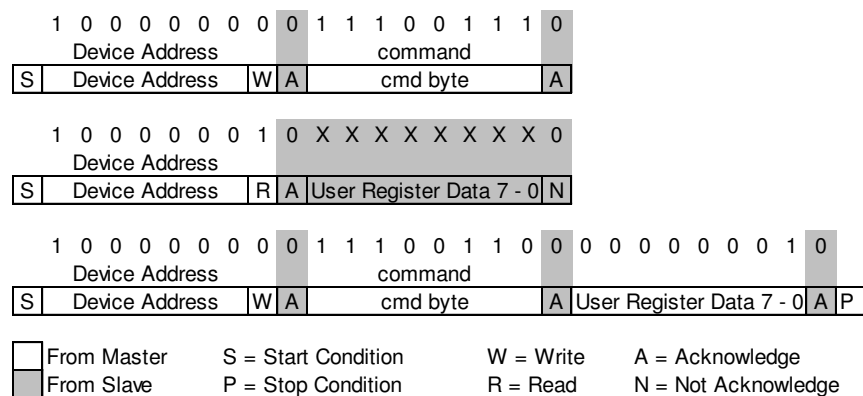 1 0 0 0 0 0 0 0 0 1 1 1 0 0 1 1 1 0
Device Address command
S Device Address W A cmd byte A
1 0 0 0 0 0 0 1 0 X X X X X X X X 0
Device Address
S Device Address R A User Register Data 7 - 0 N
1 0 0 0 0 0 0 0 0 1 1 1 0 0 1 1 0 0 0 0 0 0 0 0 1 0
Device Address command
S Device Address W A cmd byte A User Register Data 7 - 0 A P
From Master S = Start Condition W = Write A = Acknowledge
From Slave P = Stop Condition R = Read N = Not Acknowledge